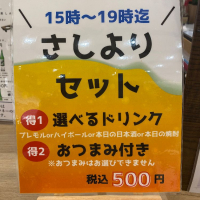 15時～19時迄
さしより
セット
得1 選べるドリンク
プレモルorハイボールor本日の日本酒or本日の焼酎
得2 おつまみ付き
※おつまみはお選びできません
税込 500円